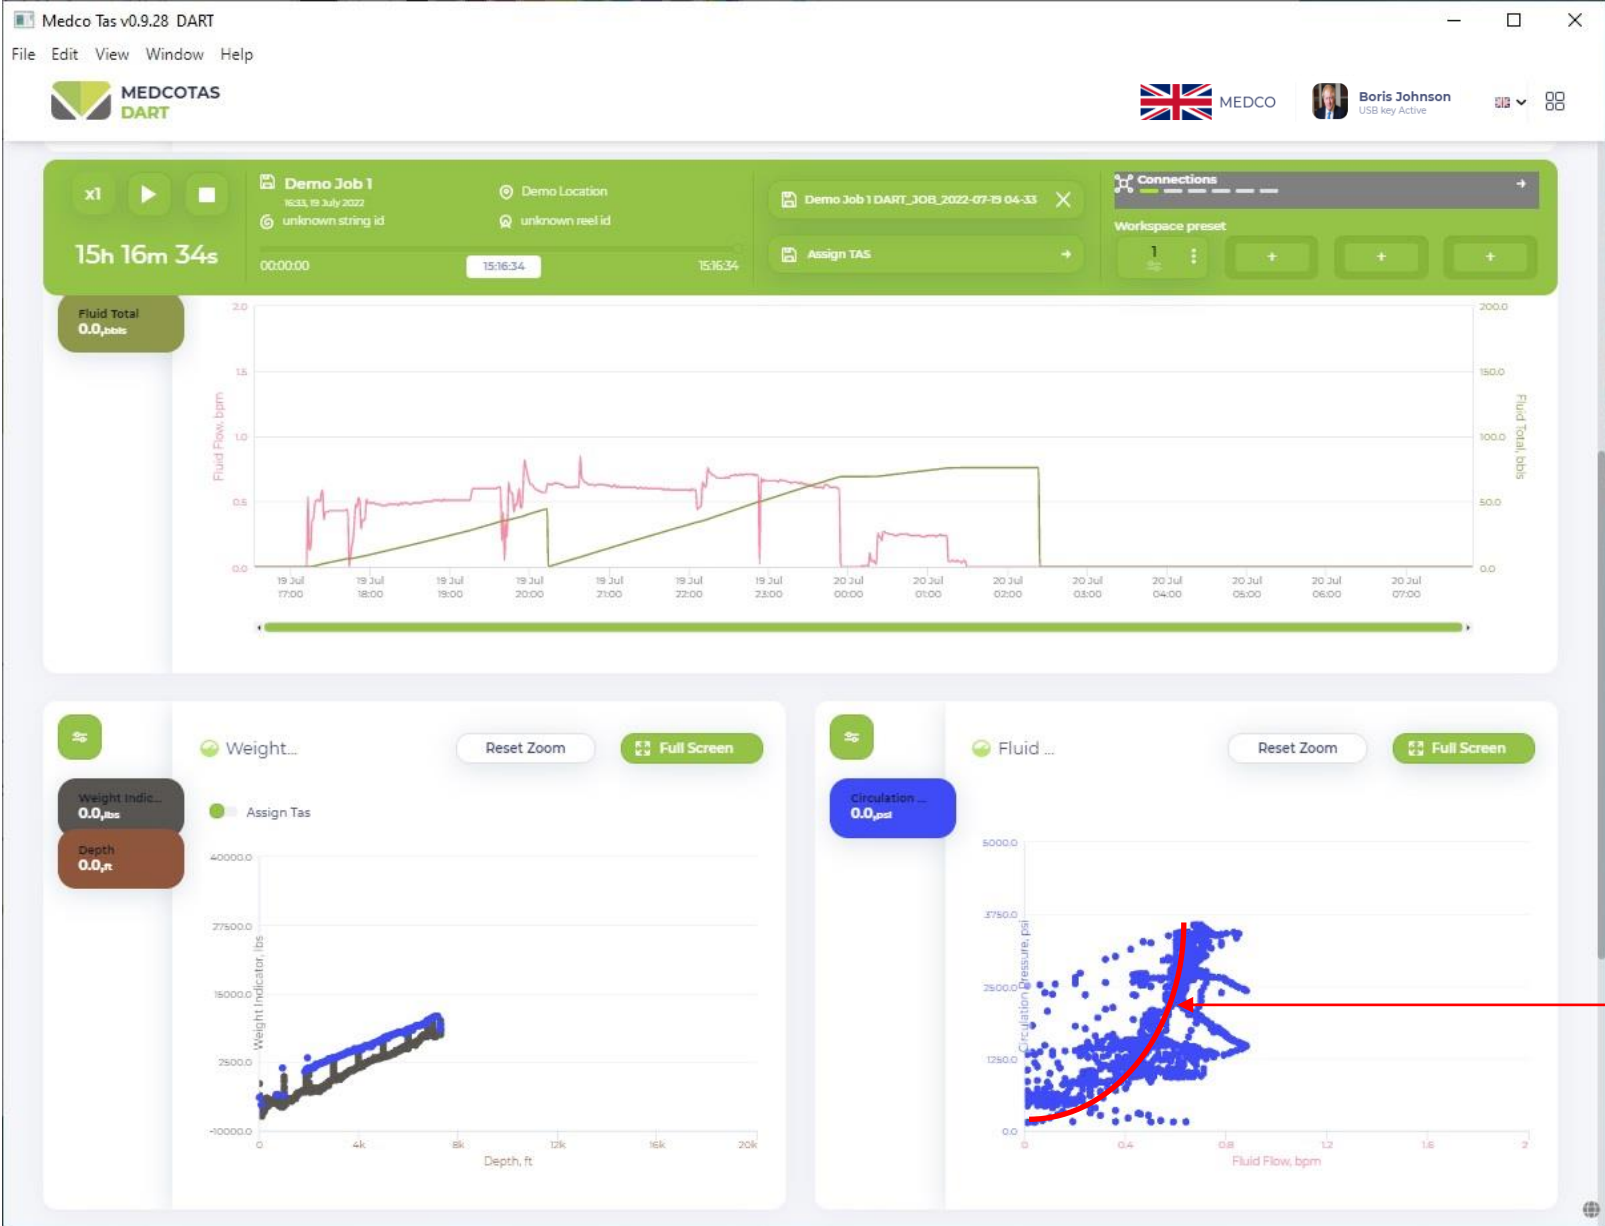 Medco Tas v0.9.28 DART
File Edit View Window Help
MEDCOTAS
DART
MEDCO
Boris Johnson
USB key Active
x1
15h 16m 34s
Demo Job 1
16:33, 19 July 2022
unknown string id
Demo Location
unknown reel id
00:00:00
15:16:34
15:16:34
Demo Job 1 DART_JOB_2022-07-19 04-33
Assign TAS
Connections
Workspace preset
1
+
+
+
Fluid Total
0.0,bbls
Fluid Flow, bpm
2.0
1.5
1.0
0.5
0.0
200.0
150.0
100.0
50.0
0.0
Fluid Total, bbls
19 Jul 19 Jul 19 Jul 19 Jul 19 Jul 19 Jul 19 Jul 20 Jul 20 Jul 20 Jul 20 Jul 20 Jul 20 Jul 20 Jul 20 Jul
17:00 18:00 19:00 20:00 21:00 22:00 23:00 00:00 01:00 02:00 03:00 04:00 05:00 06:00 07:00
Weight...
Reset Zoom
Full Screen
Weight Indic...
0.0,lbs
Depth
0.0,ft
Assign Tas
40000.0
27500.0
15000.0
2500.0
-10000.0
Weight Indicator, lbs
0 4k 8k 12k 16k 20k
Depth, ft
Fluid ...
Reset Zoom
Full Screen
Circulation ...
0.0,psi
5000.0
3750.0
2500.0
1250.0
0.0
Circulation Pressure, psi
0 0.4 0.8 1.2 1.6 2
Fluid Flow, bpm